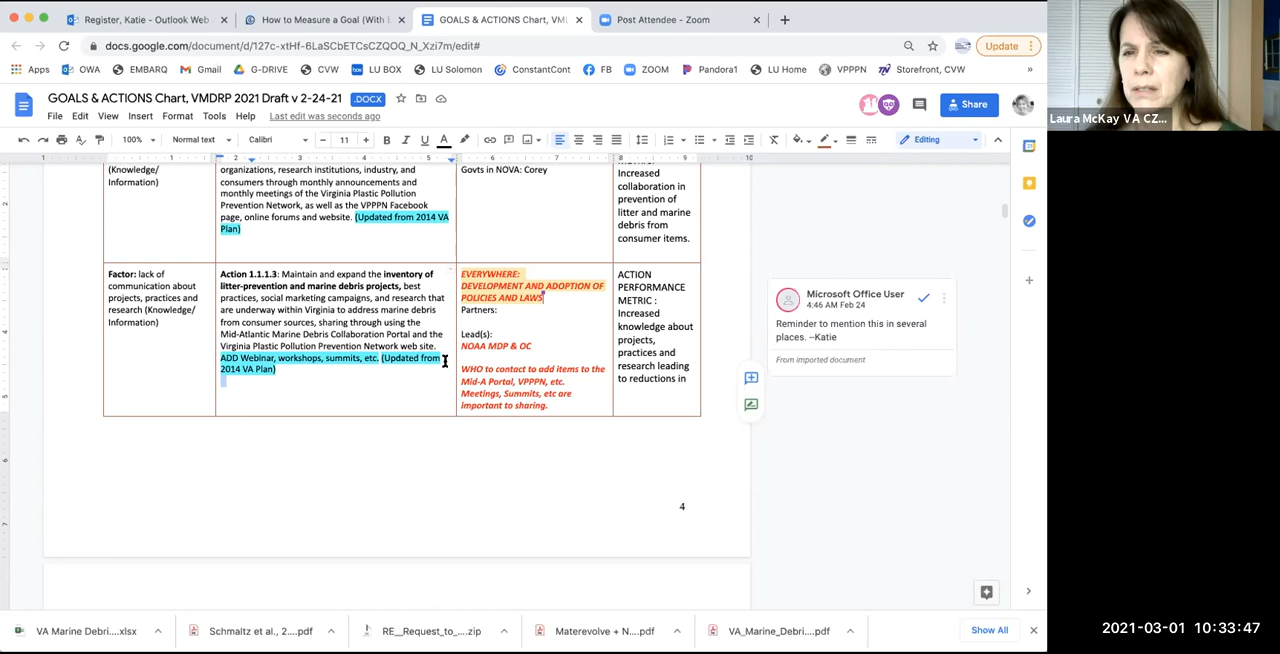 Register, Katie - Outlook Web
How to Measure a Goal (With
GOALS & ACTIONS Chart, VM
Post Attendee - Zoom
docs.google.com/document/d/127c-xtHf-6LaSCbETCsCZQOQ_N_Xzi7m/edit#
Update
Apps
OWA
EMBARQ
Gmail
G-DRIVE
CVW
LU BOX
LU Solomon
ConstantCont
FB
ZOOM
Pandora1
LU Home
VPPPN
Storefront, CVW
»
GOALS & ACTIONS Chart, VMDRP 2021 Draft v 2-24-21
.DOCX
File Edit View Insert Format Tools Help
Last edit was seconds ago
Share
100%
Normal text
Calibri
11
Editing
1 1 2 3 4 5 6 7 8 9 10
(Knowledge/
Information)
organizations, research institutions, industry, and
consumers through monthly announcements and
monthly meetings of the Virginia Plastic Pollution
Prevention Network, as well as the VPPPN Facebook
page, online forums and website. (Updated from 2014 VA
Plan)
Govts in NOVA: Corey
Increased
collaboration in
prevention of
litter and marine
debris from
consumer items.
Factor: lack of
communication about
projects, practices and
research (Knowledge/
Information)
Action 1.1.1.3: Maintain and expand the inventory of
litter-prevention and marine debris projects, best
practices, social marketing campaigns, and research that
are underway within Virginia to address marine debris
from consumer sources, sharing through using the
Mid-Atlantic Marine Debris Collaboration Portal and the
Virginia Plastic Pollution Prevention Network web site.
ADD Webinar, workshops, summits, etc. (Updated from
2014 VA Plan)
EVERYWHERE:
DEVELOPMENT AND ADOPTION OF
POLICIES AND LAWS
Partners:
Lead(s):
NOAA MDP & OC
WHO to contact to add items to the
Mid-A Portal, VPPPN, etc.
Meetings, Summits, etc are
important to sharing.
ACTION
PERFORMANCE
METRIC :
Increased
knowledge about
projects,
practices and
research leading
to reductions in
4
Microsoft Office User
4:46 AM Feb 24
Reminder to mention this in several
places. –Katie
From imported document
VA Marine Debri....xlsx
Schmaltz et al., 2....pdf
RE__Request_to_....zip
Materevolve + N....pdf
VA_Marine_Debri....pdf
Show All
Laura McKay VA CZ...
2021-03-01 10:33:47